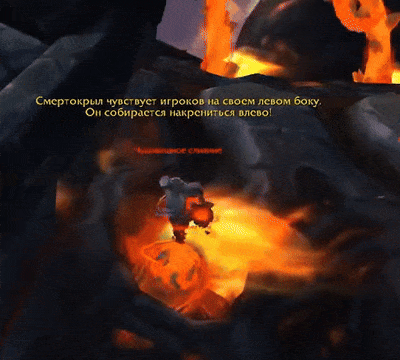 Смертокрыл чувствует игроков на своем левом боку.
Он собирается накрениться влево!